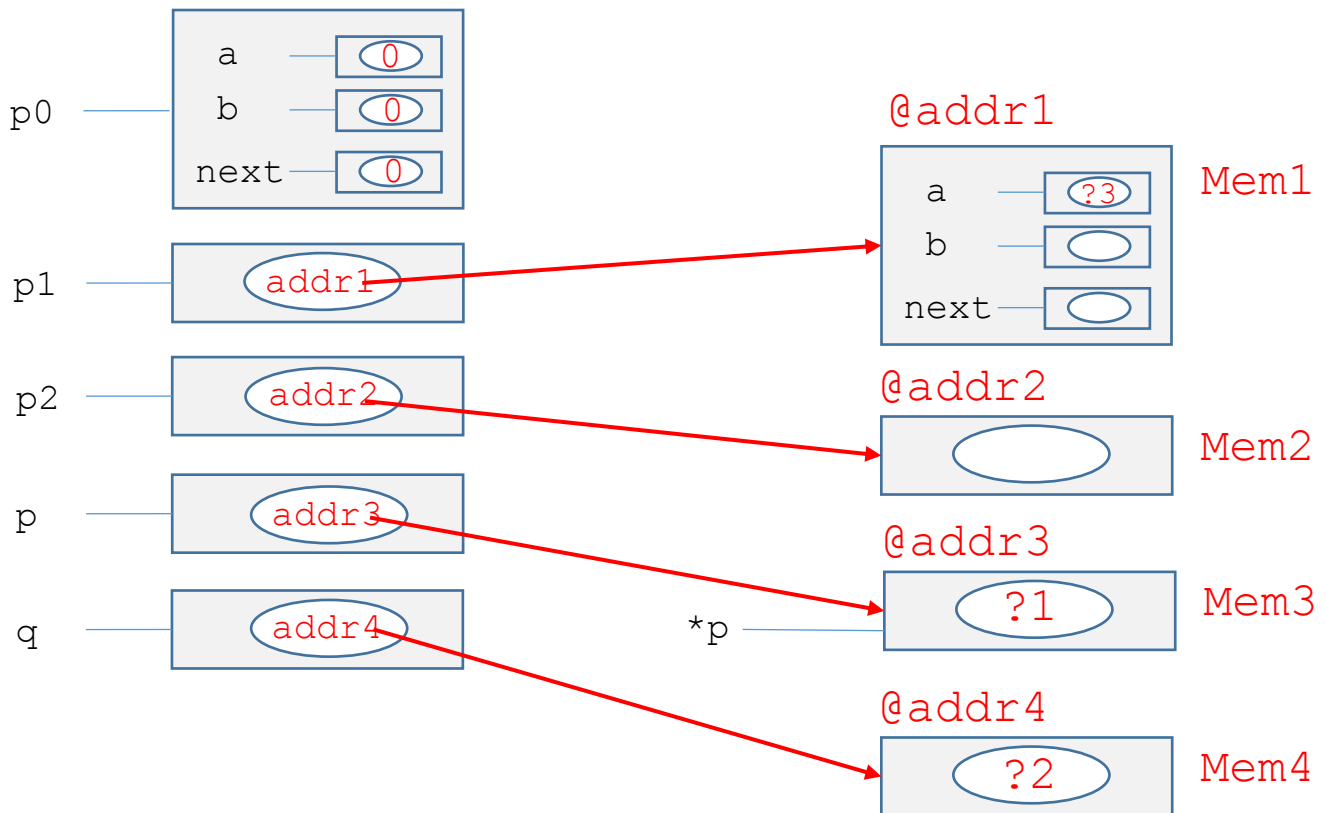 p0
a 0
b 0
next 0
p1 addr1
p2 addr2
p addr3
q addr4
@addr1
Mem1
a ?3
b
next
@addr2
Mem2
@addr3
Mem3
*p ?1
@addr4
Mem4
?2